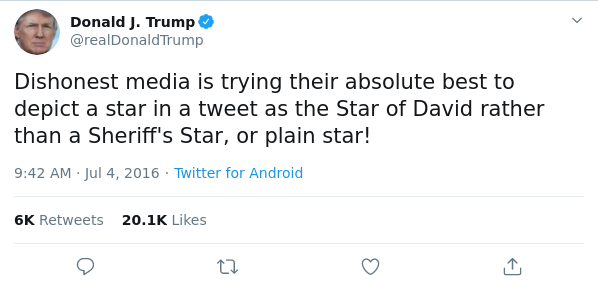 Donald J. Trump
@realDonaldTrump
Dishonest media is trying their absolute best to
depict a star in a tweet as the Star of David rather
than a Sheriff's Star, or plain star!
9:42 AM · Jul 4, 2016 · Twitter for Android
6K Retweets 20.1K Likes